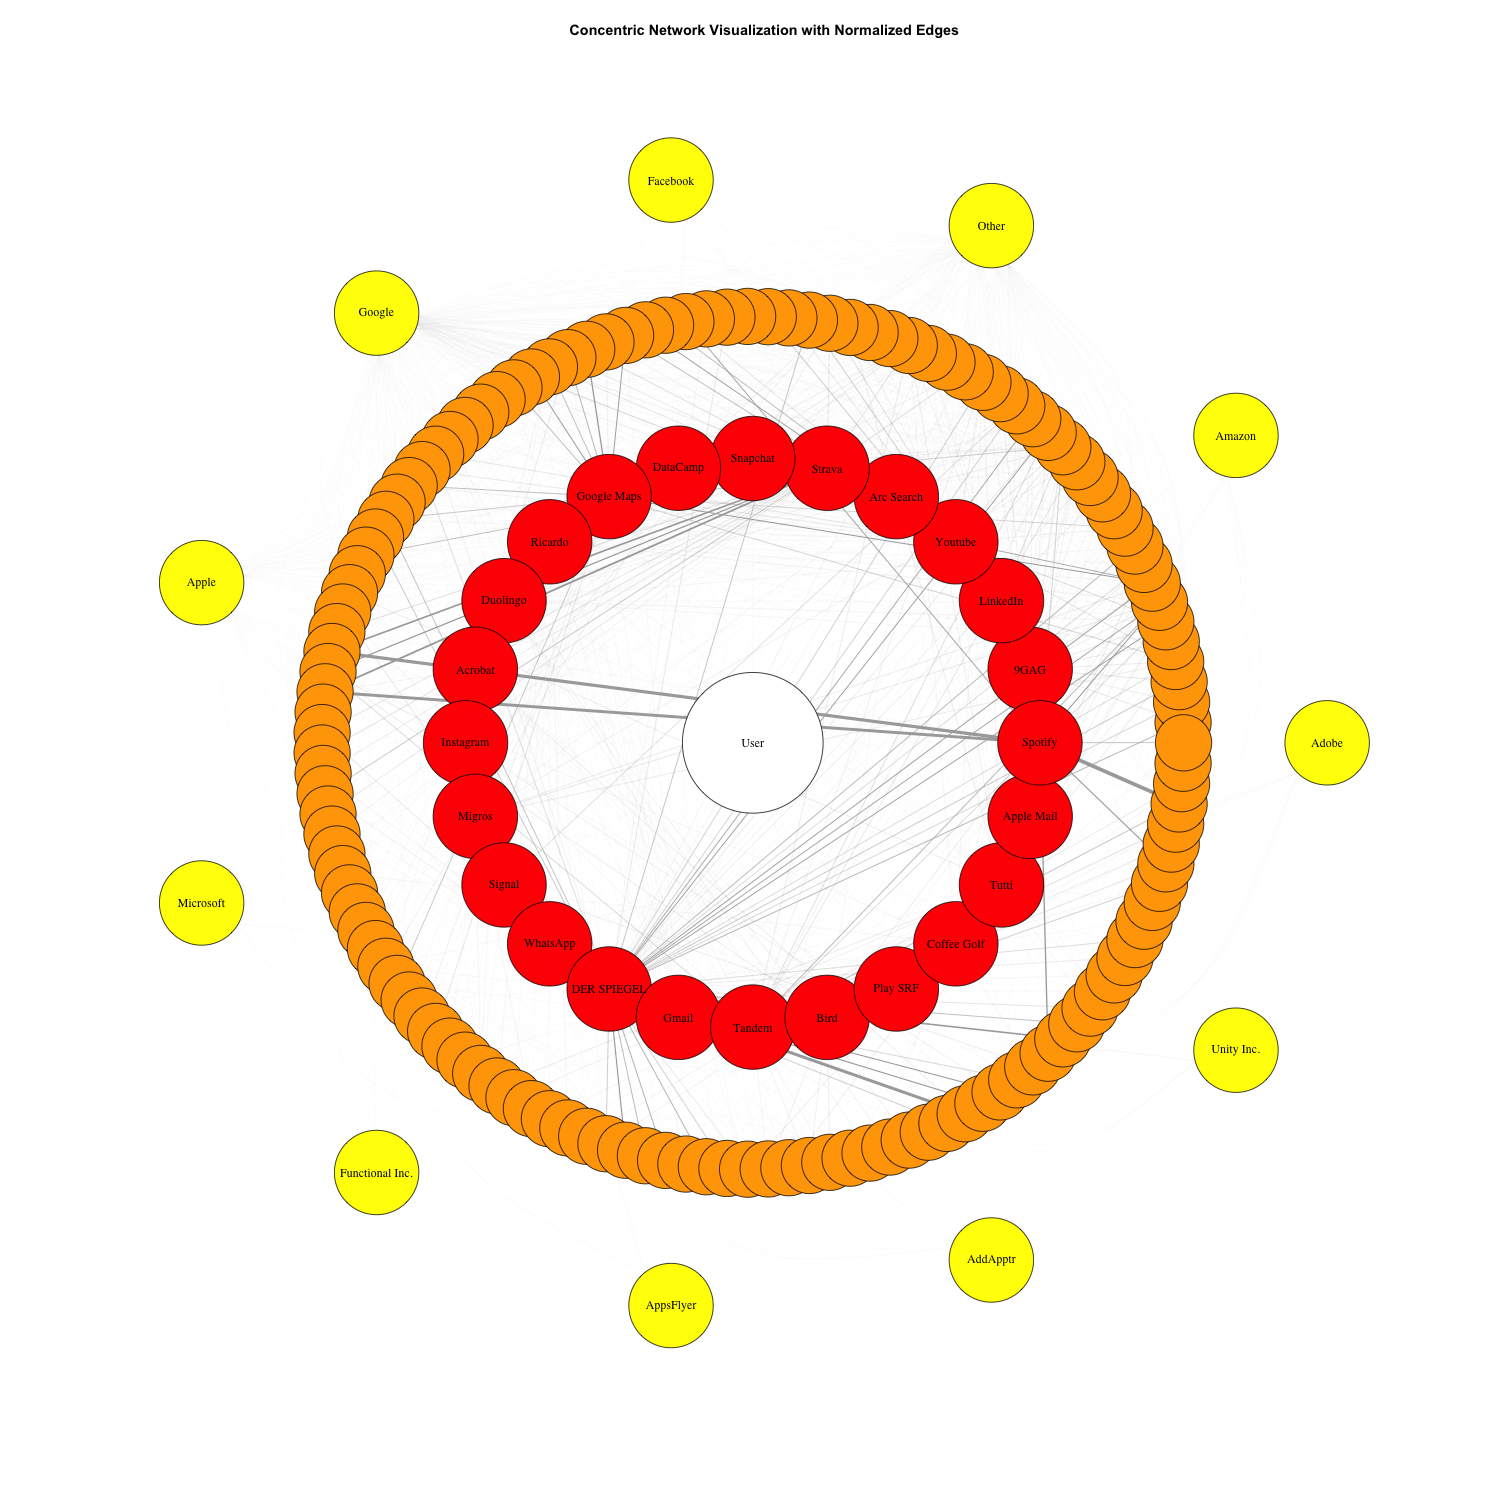 Concentric Network Visualization with Normalized Edges
Facebook
Other
Google
Amazon
Apple
Adobe
Microsoft
Unity Inc.
Functional Inc.
AddApptr
AppsFlyer
Snapchat
DataCamp
Strava
Google Maps
Arc Search
Ricardo
Youtube
Duolingo
LinkedIn
Acrobat
9GAG
Instagram
User
Spotify
Migros
Apple Mail
Signal
Tutti
WhatsApp
Coffee Golf
DER SPIEGEL
Play SRF
Gmail
Bird
Tandem